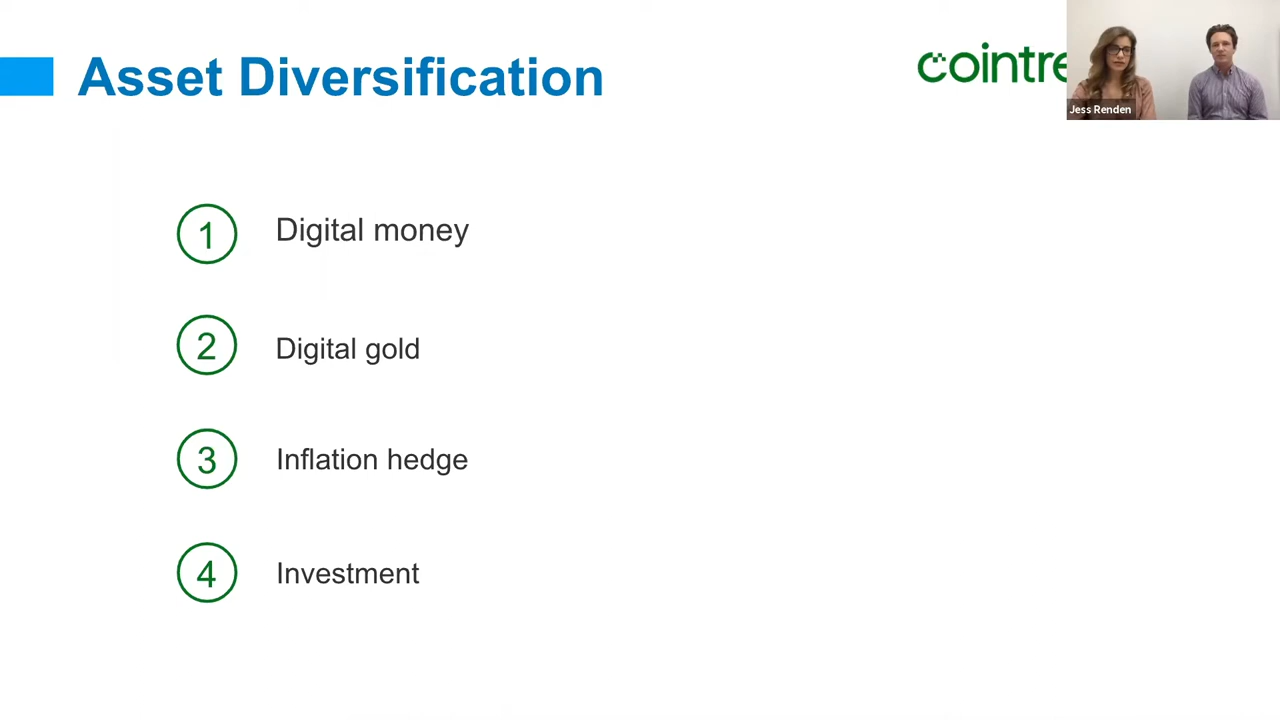 Asset Diversification
cointre
Jess Renden
1 Digital money
2 Digital gold
3 Inflation hedge
4 Investment